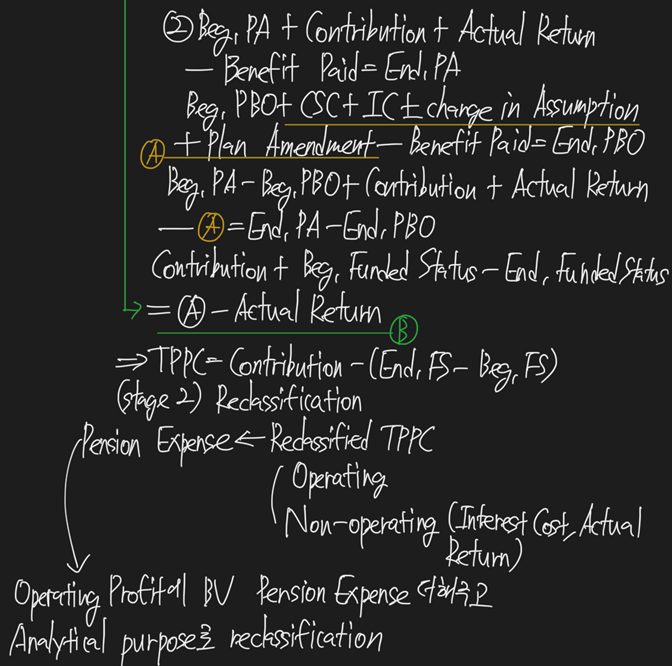 ② Beg, PA + Contribution + Actual Return
— Benefit Paid = End, PA
Beg, PBO + CSC + IC ± change in Assumption
Ⓐ + Plan Amendment — Benefit Paid = End, PBO
Beg, PA - Beg, PBO + Contribution + Actual Return
— Ⓐ = End, PA - End, PBO
Contribution + Beg, Funded Status - End, Funded Status
= Ⓐ - Actual Return
Ⓑ
⇒ TPPC = Contribution - (End, FS - Beg, FS)
(stage 2) Reclassification
Pension Expense ← Reclassified TPPC
Operating
Non-operating (Interest Cost, Actual
Return)
Operating Profit에 BV Pension Expense 더해주고
Analytical purpose로 reclassification